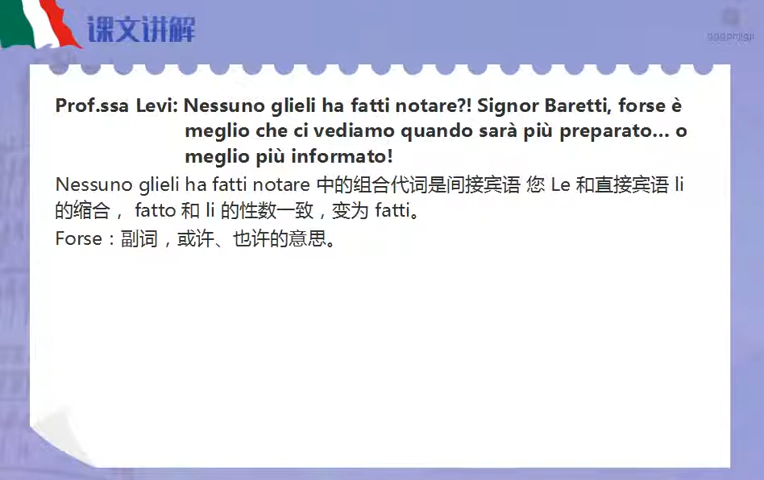 课文讲解
Prof.ssa Levi: Nessuno glieli ha fatti notare?! Signor Baretti, forse è
meglio che ci vediamo quando sarà più preparato... o
meglio più informato!
Nessuno glieli ha fatti notare 中的组合代词是间接宾语 您 Le 和直接宾语 li
的缩合， fatto 和 li 的性数一致，变为 fatti。
Forse：副词，或许、也许的意思。